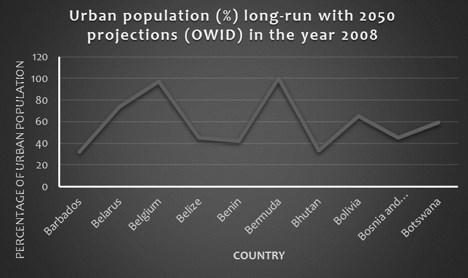 Urban population (%) long-run with 2050
projections (OWID) in the year 2008
PERCENTAGE OF URBAN POPULATION
120
100
80
60
40
20
0
Barbados
Belarus
Belgium
Belize
Benin
Bermuda
Bhutan
Bolivia
Bosnia and...
Botswana
COUNTRY